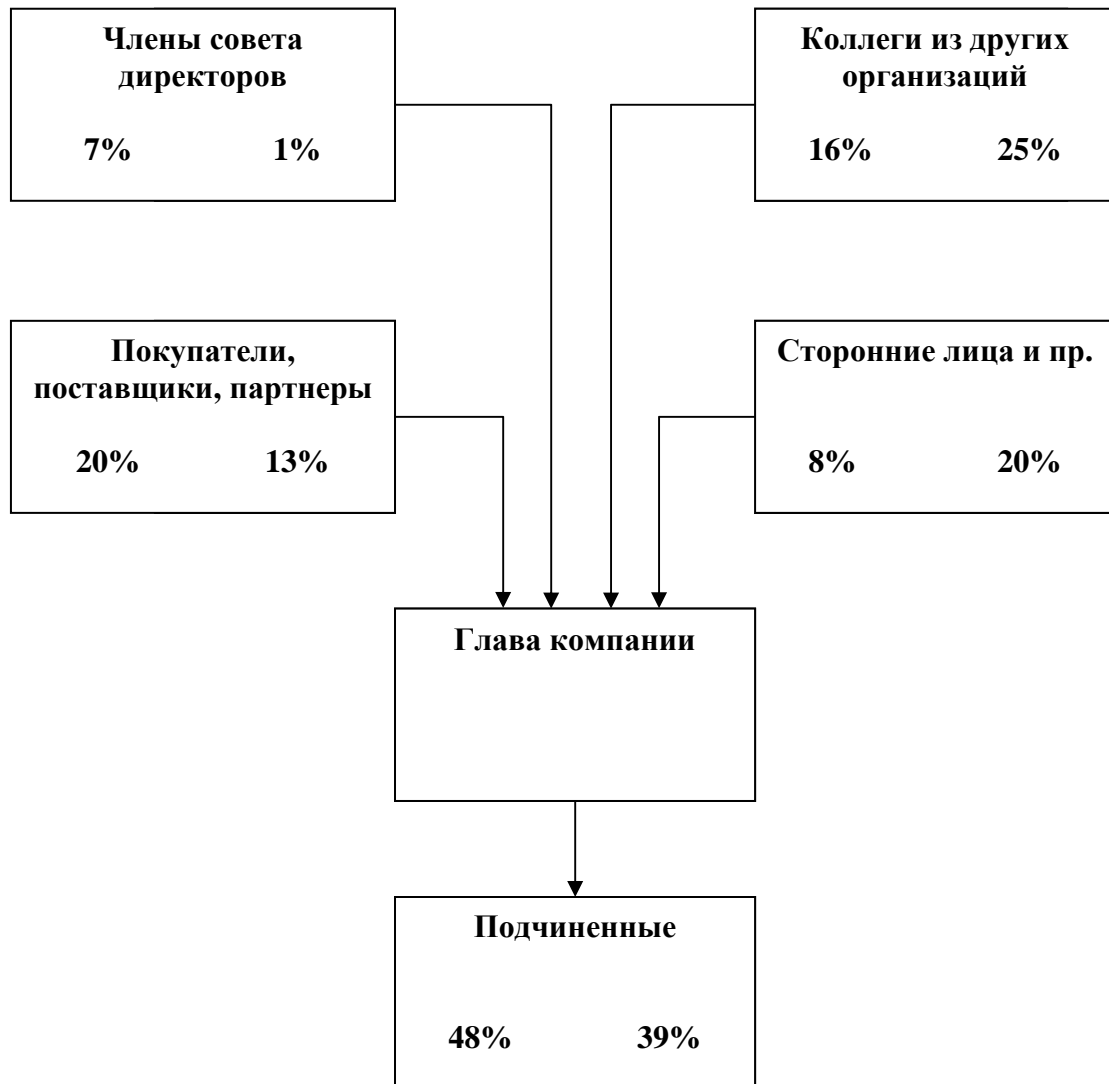 Члены совета
директоров
7% 1%
Коллеги из других
организаций
16% 25%
Покупатели,
поставщики, партнеры
20% 13%
Сторонние лица и пр.
8% 20%
Глава компании
Подчиненные
48% 39%